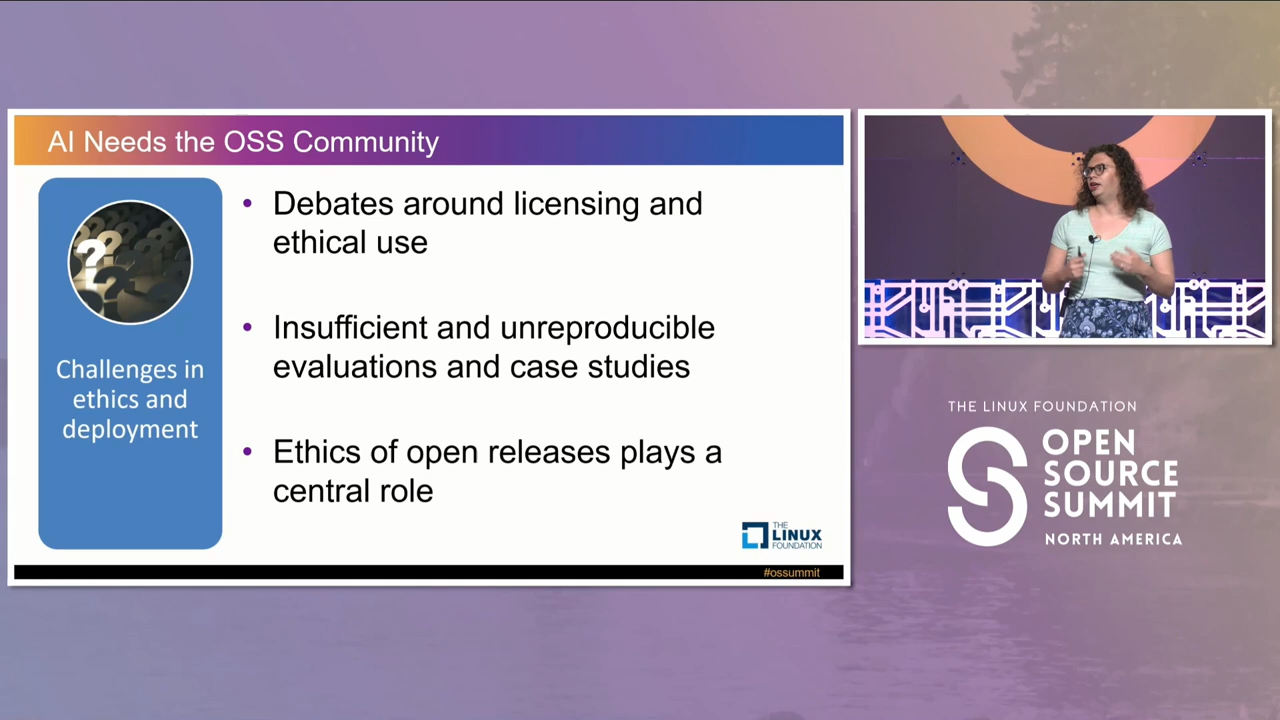 AI Needs the OSS Community
Challenges in
ethics and
deployment
• Debates around licensing and
ethical use
• Insufficient and unreproducible
evaluations and case studies
• Ethics of open releases plays a
central role
THE
LINUX
FOUNDATION
#ossummit
THE LINUX FOUNDATION
OPEN
SOURCE
SUMMIT
NORTH AMERICA